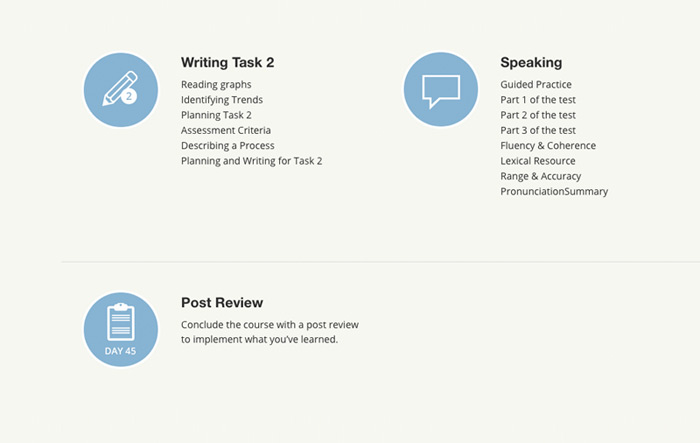 2
Writing Task 2
Reading graphs
Identifying Trends
Planning Task 2
Assessment Criteria
Describing a Process
Planning and Writing for Task 2
Speaking
Guided Practice
Part 1 of the test
Part 2 of the test
Part 3 of the test
Fluency & Coherence
Lexical Resource
Range & Accuracy
PronunciationSummary
DAY 45
Post Review
Conclude the course with a post review
to implement what you've learned.